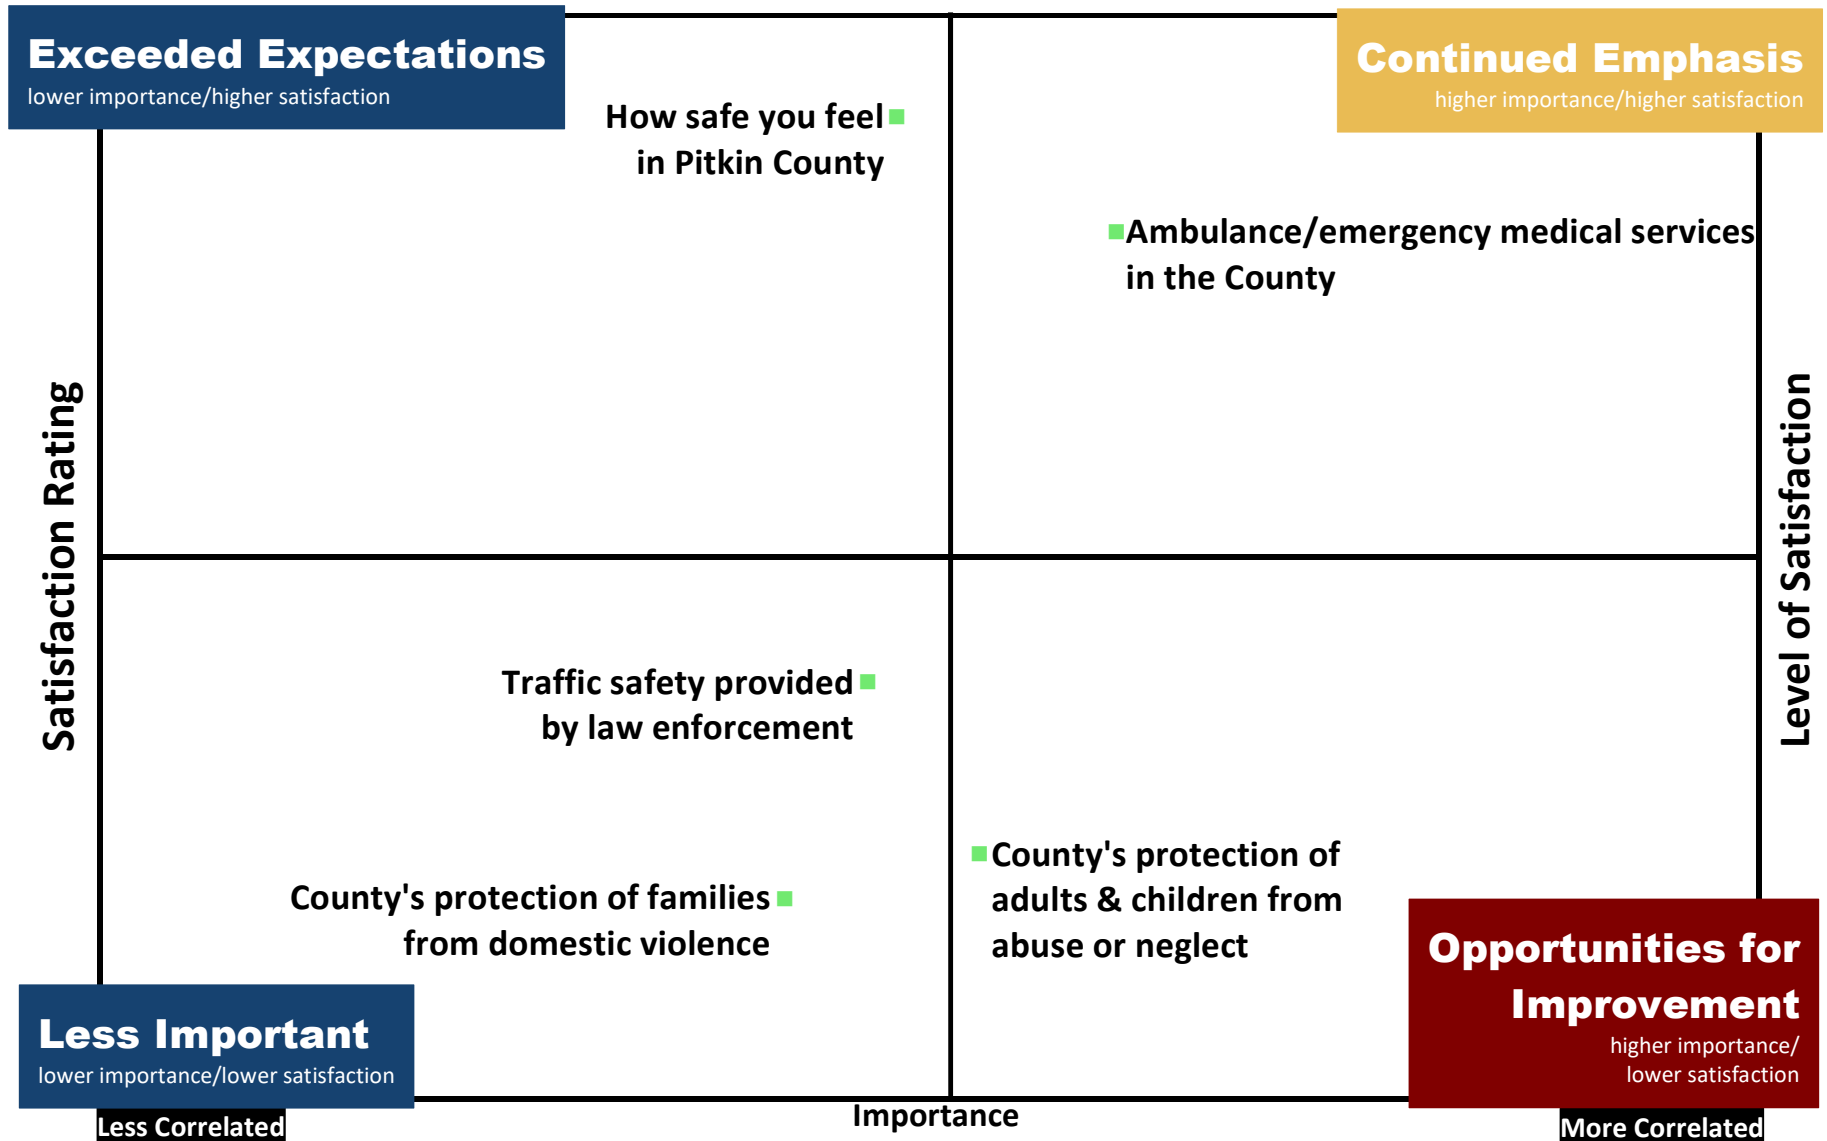 Exceeded Expectations
lower importance/higher satisfaction
Continued Emphasis
higher importance/higher satisfaction
How safe you feel
in Pitkin County
Ambulance/emergency medical services
in the County
Satisfaction Rating
Level of Satisfaction
Traffic safety provided
by law enforcement
County's protection of
adults & children from
abuse or neglect
County's protection of families
from domestic violence
Opportunities for
Improvement
higher importance/
lower satisfaction
Less Important
lower importance/lower satisfaction
Less Correlated
Importance
More Correlated